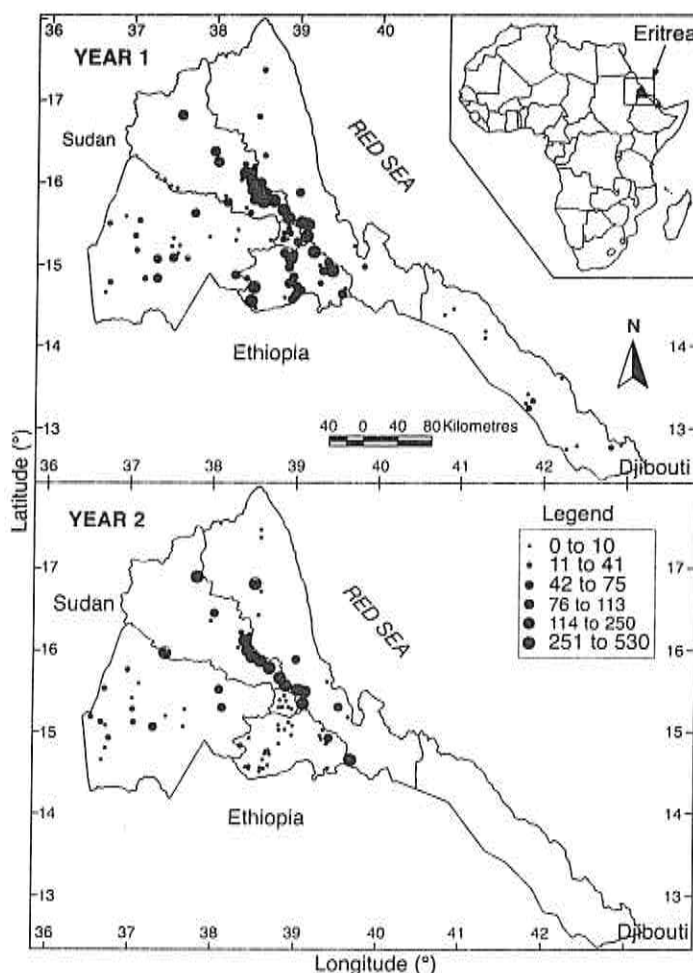 36 37 38 39 40
Eritrea
YEAR 1
17
Sudan
RED SEA
16
16
15
15
Ethiopia
N
14
14
40 0 40 80 Kilometres
13
13
Djibouti
36 37 38 39 40 41 42
Latitude (°)
YEAR 2
Legend
0 to 10
11 to 41
42 to 75
76 to 113
114 to 250
251 to 530
17
17
Sudan
RED SEA
16
16
15
15
Ethiopia
14
14
13
13
Djibouti
36 37 38 39 40 41 42
Longitude (°)